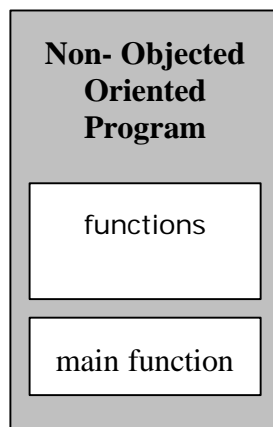 Non- Objected
Oriented
Program
functions
main function